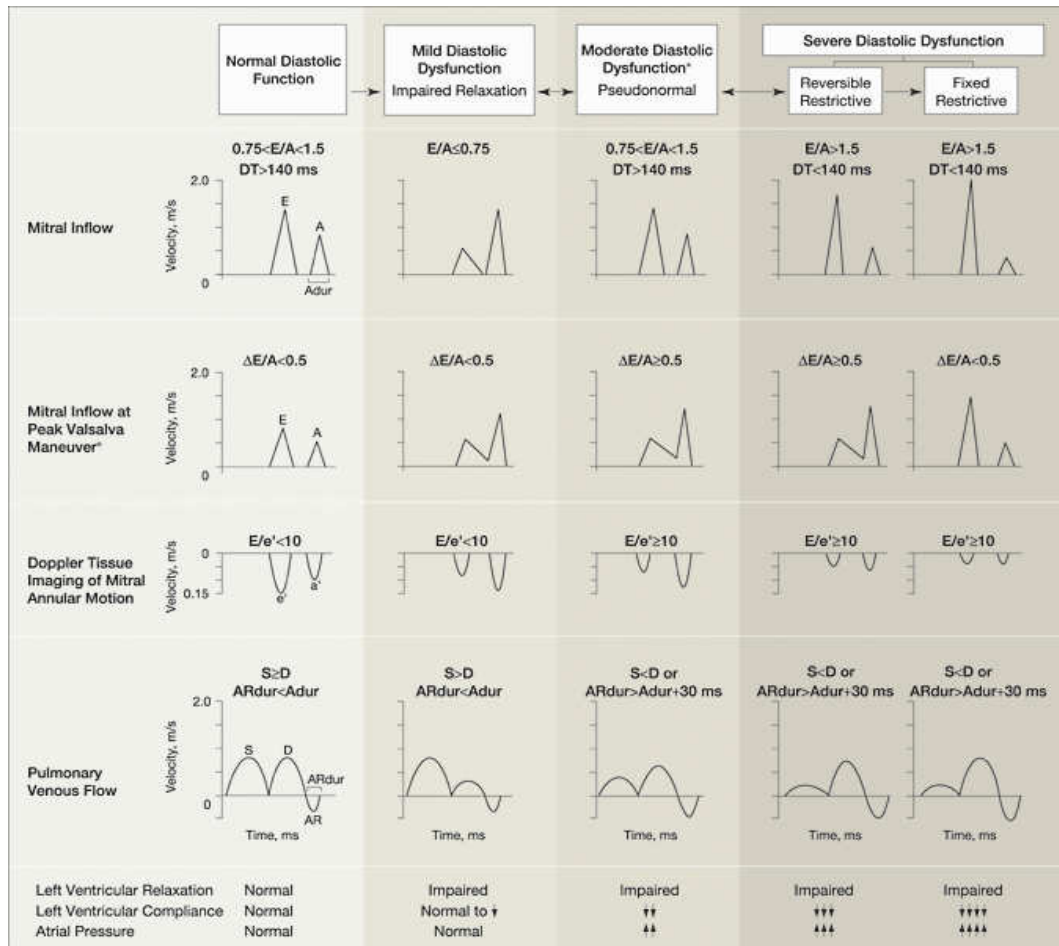 Normal Diastolic
Function
Mild Diastolic
Dysfunction
Impaired Relaxation
Moderate Diastolic
Dysfunction*
Pseudonormal
Severe Diastolic Dysfunction
Reversible
Restrictive
Fixed
Restrictive
Mitral Inflow
Velocity, m/s
2.0
0
0.75<E/A<1.5
DT>140 ms
E
A
Adur
E/A≤0.75
0.75<E/A<1.5
DT>140 ms
E/A>1.5
DT<140 ms
E/A>1.5
DT<140 ms
Mitral Inflow at
Peak Valsalva
Maneuver*
Velocity, m/s
2.0
0
ΔE/A<0.5
E
A
ΔE/A<0.5
ΔE/A≥0.5
ΔE/A≥0.5
ΔE/A<0.5
Doppler Tissue
Imaging of Mitral
Annular Motion
Velocity, m/s
0
0.15
E/e'<10
e'
a'
E/e'<10
E/e'≥10
E/e'≥10
E/e'≥10
Pulmonary
Venous Flow
Velocity, m/s
2.0
0
S≥D
ARdur<Adur
S
D
ARdur
AR
Time, ms
S>D
ARdur<Adur
Time, ms
S<D or
ARdur>Adur+30 ms
Time, ms
S<D or
ARdur>Adur+30 ms
Time, ms
S<D or
ARdur>Adur+30 ms
Time, ms
Left Ventricular Relaxation Normal Impaired Impaired Impaired Impaired
Left Ventricular Compliance Normal Normal to ↓ ↓↓ ↓↓↓ ↓↓↓↓
Atrial Pressure Normal Normal ↑↑ ↑↑↑ ↑↑↑↑